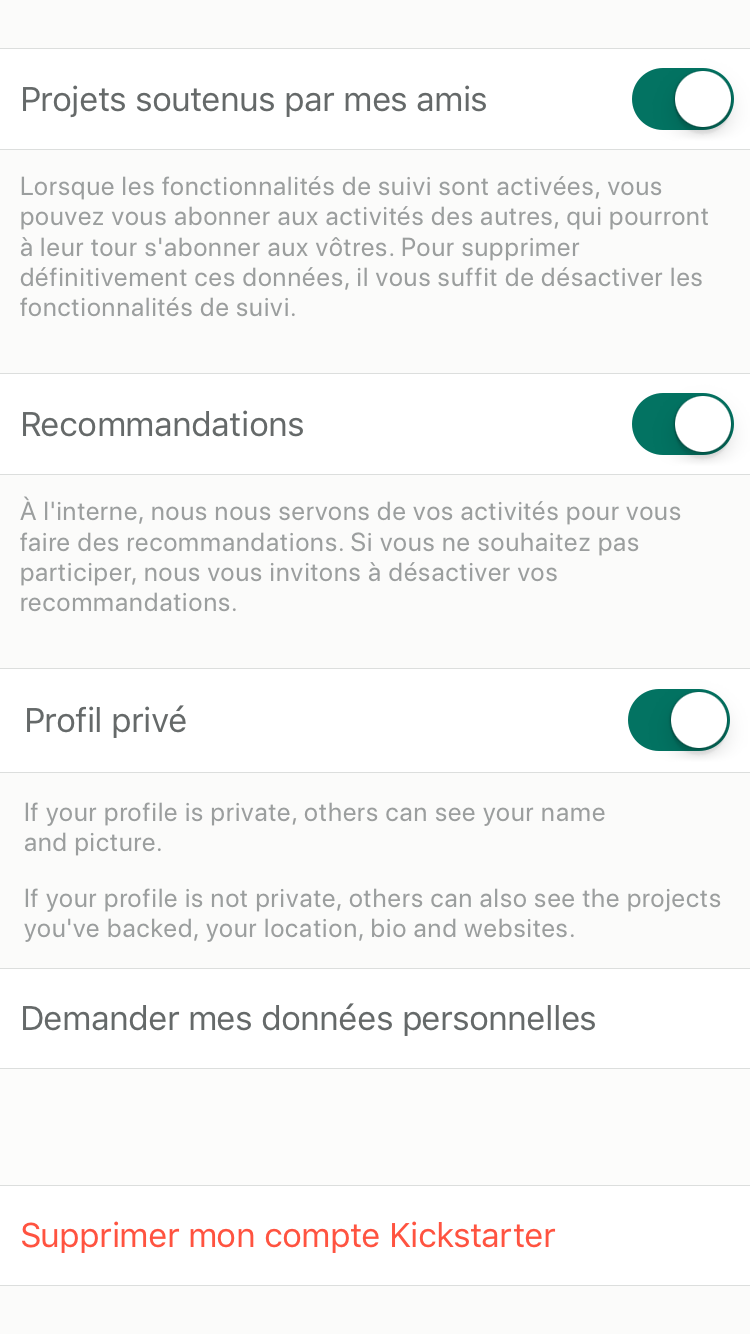 Projets soutenus par mes amis
Lorsque les fonctionnalités de suivi sont activées, vous
pouvez vous abonner aux activités des autres, qui pourront
à leur tour s'abonner aux vôtres. Pour supprimer
définitivement ces données, il vous suffit de désactiver les
fonctionnalités de suivi.
Recommandations
À l'interne, nous nous servons de vos activités pour vous
faire des recommandations. Si vous ne souhaitez pas
participer, nous vous invitons à désactiver vos
recommandations.
Profil privé
If your profile is private, others can see your name
and picture.
If your profile is not private, others can also see the projects
you've backed, your location, bio and websites.
Demander mes données personnelles
Supprimer mon compte Kickstarter